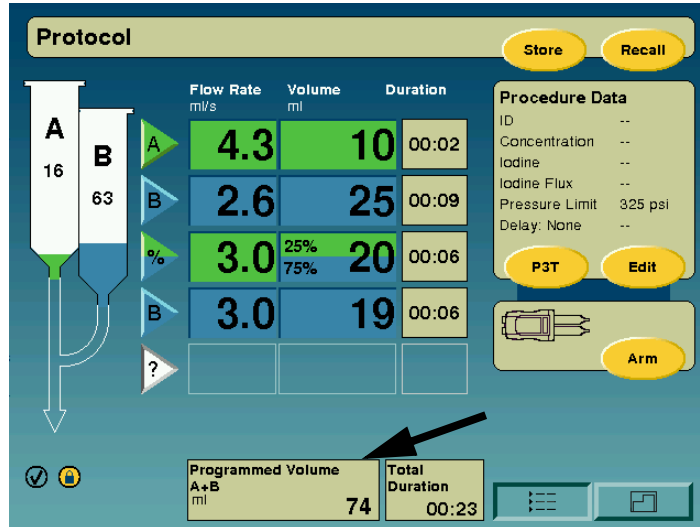 Protocol
Store
Recall
Flow Rate
ml/s
Volume
ml
Duration
A
16
B
63
A
4.3
10
00:02
B
2.6
25
00:09
%
3.0
25%
75%
20
00:06
B
3.0
19
00:06
?
Procedure Data
ID --
Concentration --
Iodine --
Iodine Flux --
Pressure Limit 325 psi
Delay: None --
P3T
Edit
Arm
Programmed Volume
A+B
ml
74
Total
Duration
00:23